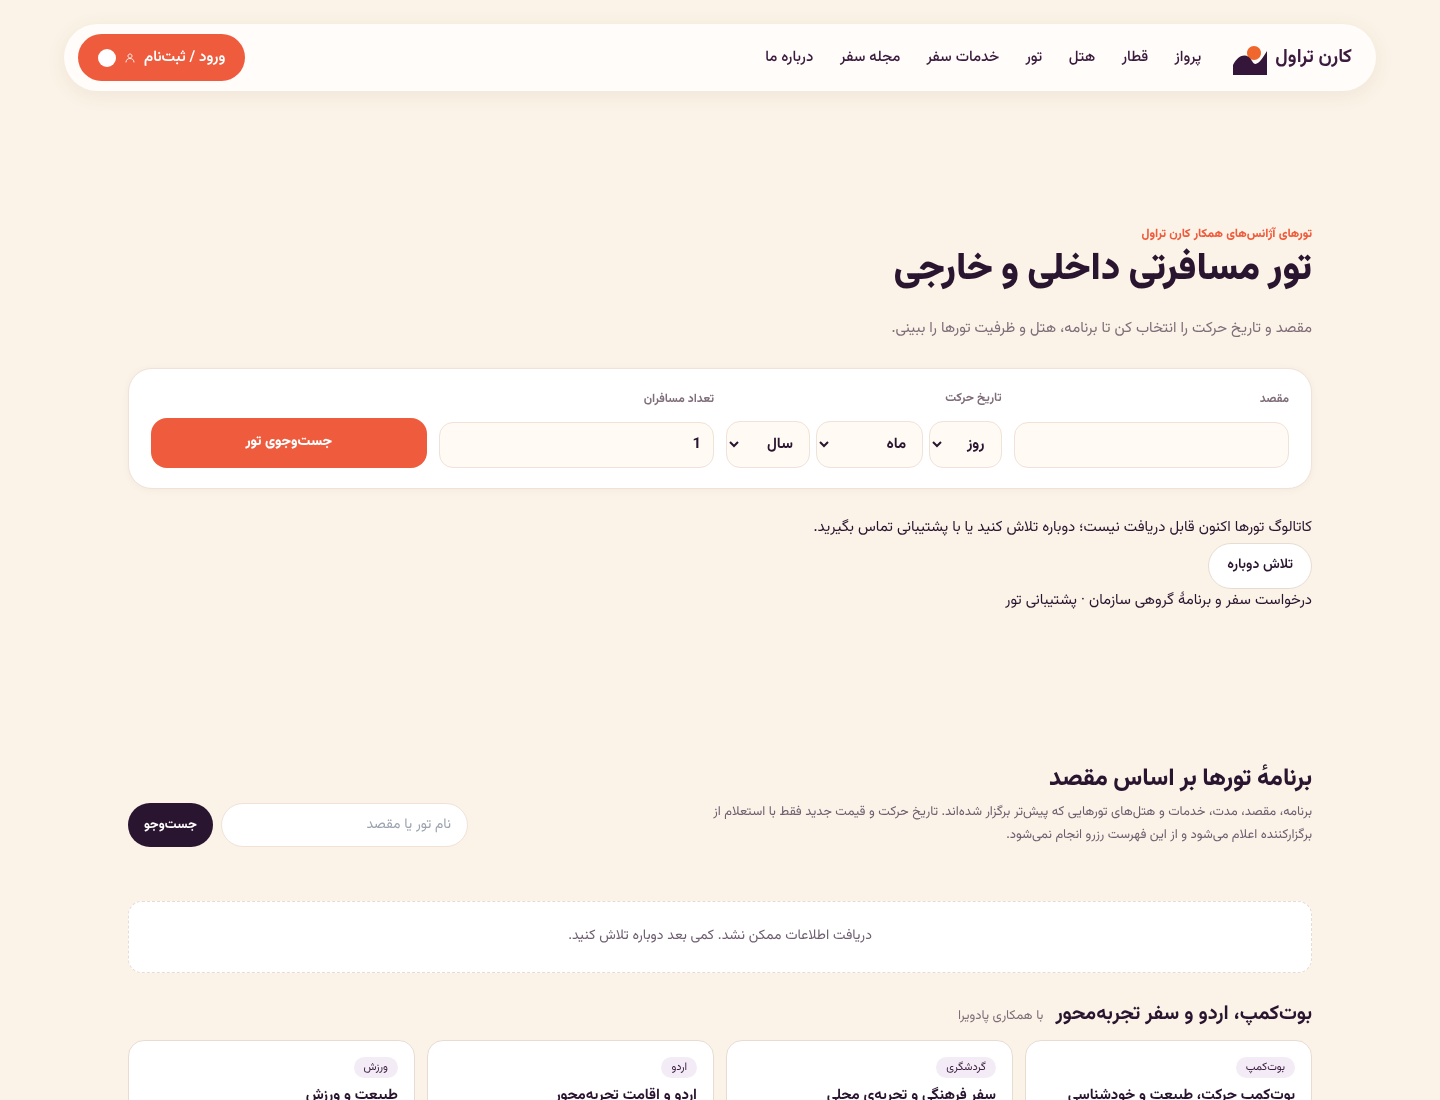 کارن تراول
پرواز
قطار
هتل
تور
خدمات سفر
مجله سفر
درباره ما
ورود / ثبت‌نام
تورهای آژانس‌های همکار کارن تراول
تور مسافرتی داخلی و خارجی
مقصد و تاریخ حرکت را انتخاب کن تا برنامه، هتل و ظرفیت تورها را ببینی.
مقصد
تاریخ حرکت
تعداد مسافران
روز
ماه
سال
1
جست‌وجوی تور
کاتالوگ تورها اکنون قابل دریافت نیست؛ دوباره تلاش کنید یا با پشتیبانی تماس بگیرید.
تلاش دوباره
درخواست سفر و برنامهٔ گروهی سازمان · پشتیبانی تور
برنامهٔ تورها بر اساس مقصد
برنامه، مقصد، مدت، خدمات و هتل‌های تورهایی که پیش‌تر برگزار شده‌اند. تاریخ حرکت و قیمت جدید فقط با استعلام از
برگزارکننده اعلام می‌شود و از این فهرست رزرو انجام نمی‌شود.
نام تور یا مقصد
جست‌وجو
دریافت اطلاعات ممکن نشد. کمی بعد دوباره تلاش کنید.
بوت‌کمپ، اردو و سفر تجربه‌محور با همکاری پادویرا
بوت‌کمپ
بوت‌کمپ حرکت، طبیعت و خودشناسی
گردشگری
سفر فرهنگی و تجربه‌ی محلی
اردو
اردو و اقامت تجربه‌محور
ورزش
طبیعت و ورزش